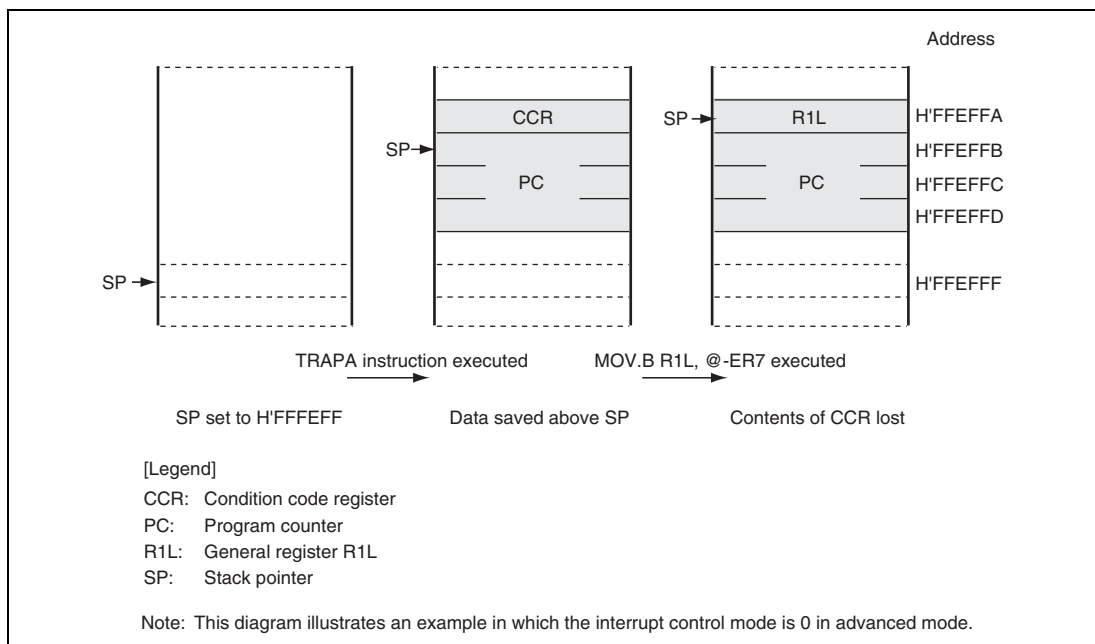 Address
CCR
SP
R1L
H'FFEFFA
SP
H'FFEFFB
PC
PC
H'FFEFFC
H'FFEFFD
SP
H'FFEFFF
TRAPA instruction executed
MOV.B R1L, @-ER7 executed
SP set to H'FFFEFF
Data saved above SP
Contents of CCR lost
[Legend]
CCR: Condition code register
PC: Program counter
R1L: General register R1L
SP: Stack pointer
Note: This diagram illustrates an example in which the interrupt control mode is 0 in advanced mode.